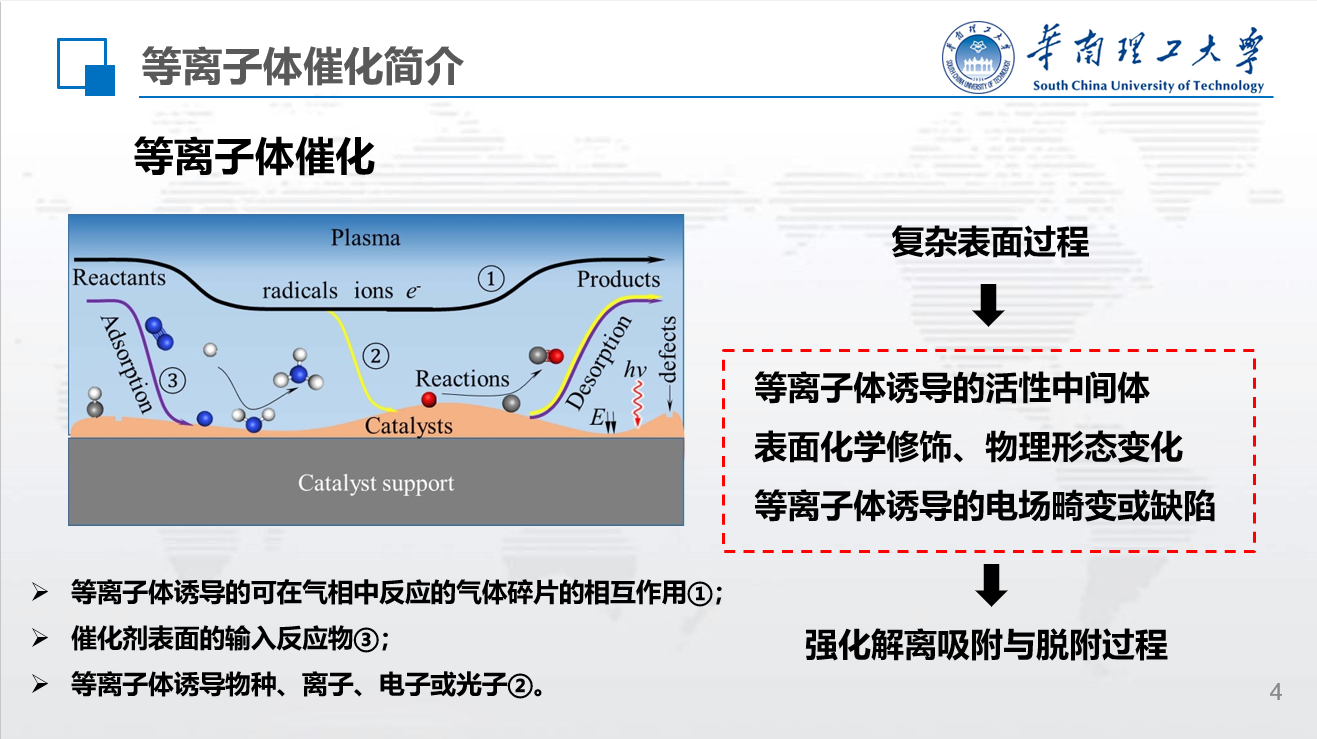 等离子体催化简介
华南理工大学
South China University of Technology
等离子体催化
Plasma
Reactants
radicals ions e-
①
Products
Adsorption
③
②
Reactions
Desorption
hv
defects
E
Catalysts
Catalyst support
复杂表面过程
等离子体诱导的活性中间体
表面化学修饰、物理形态变化
等离子体诱导的电场畸变或缺陷
强化解离吸附与脱附过程
➢ 等离子体诱导的可在气相中反应的气体碎片的相互作用①；
➢ 催化剂表面的输入反应物③；
➢ 等离子体诱导物种、离子、电子或光子②。
4